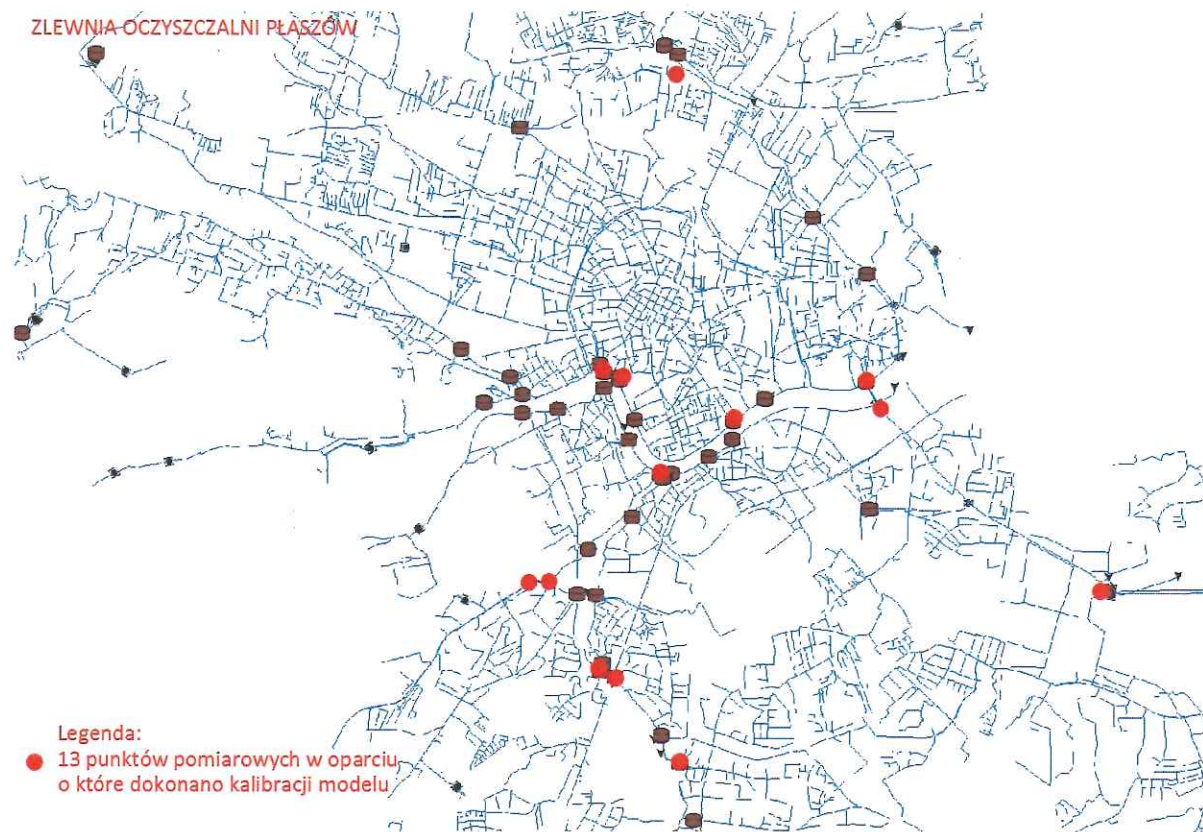 ZLEWNIA OCZYSZCZALNI PŁASZÓW
Legenda:
13 punktów pomiarowych w oparciu
o które dokonano kalibracji modelu